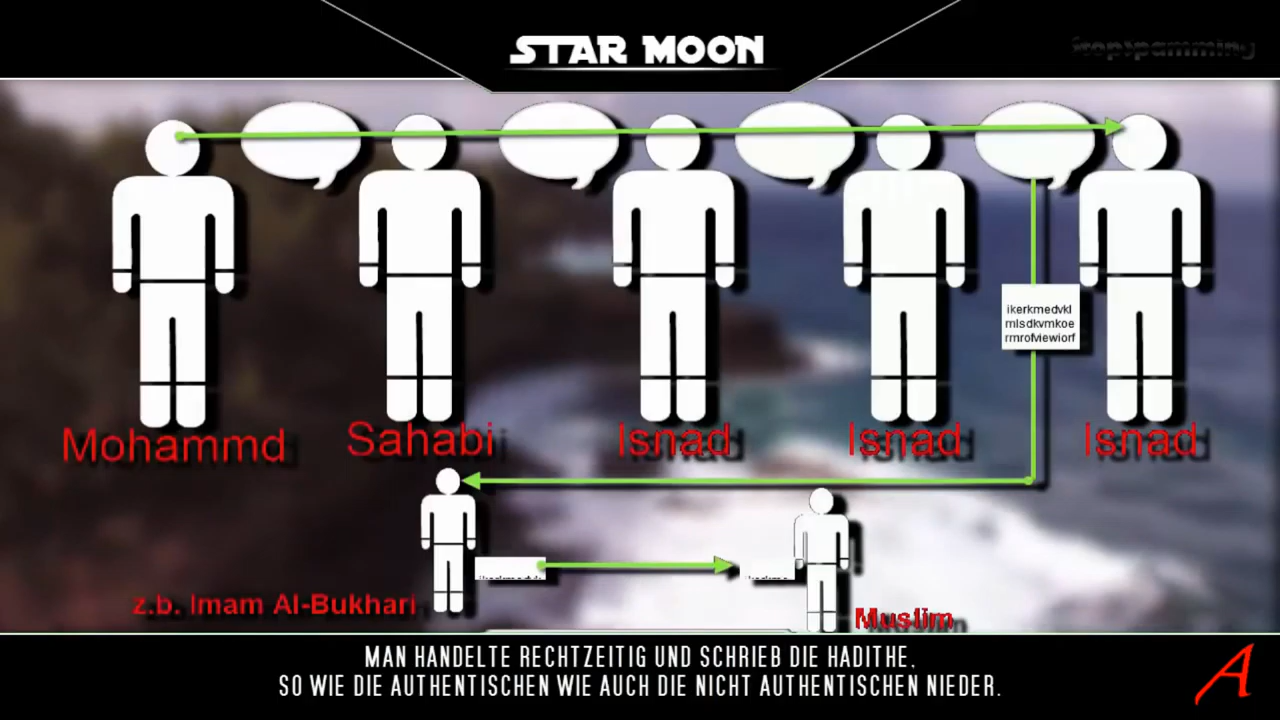 STAR MOON
ikerkmedvkl
mlsdkvmkoe
rmrofviewiorf
Mohammd
Sahabi
Isnad
Isnad
Isnad
z.b. Imam Al-Bukhari
Muslim
MAN HANDELTE RECHTZEITIG UND SCHRIEB DIE HADITHE,
SO WIE DIE AUTHENTISCHEN WIE AUCH DIE NICHT AUTHENTISCHEN NIEDER.
A